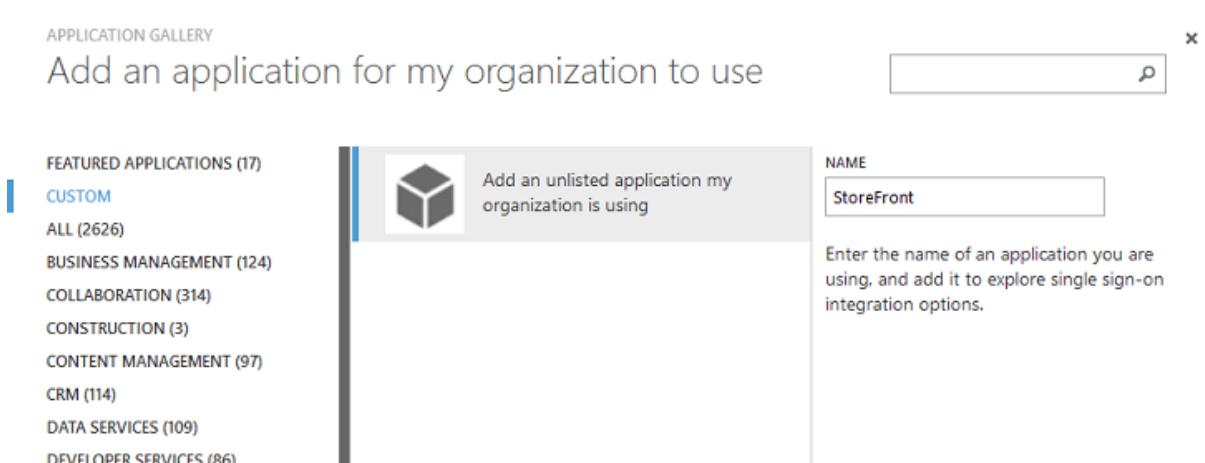 APPLICATION GALLERY
Add an application for my organization to use
FEATURED APPLICATIONS (17)
CUSTOM
ALL (2626)
BUSINESS MANAGEMENT (124)
COLLABORATION (314)
CONSTRUCTION (3)
CONTENT MANAGEMENT (97)
CRM (114)
DATA SERVICES (109)
DEVELOPER SERVICES (86)
Add an unlisted application my
organization is using
NAME
StoreFront
Enter the name of an application you are
using, and add it to explore single sign-on
integration options.